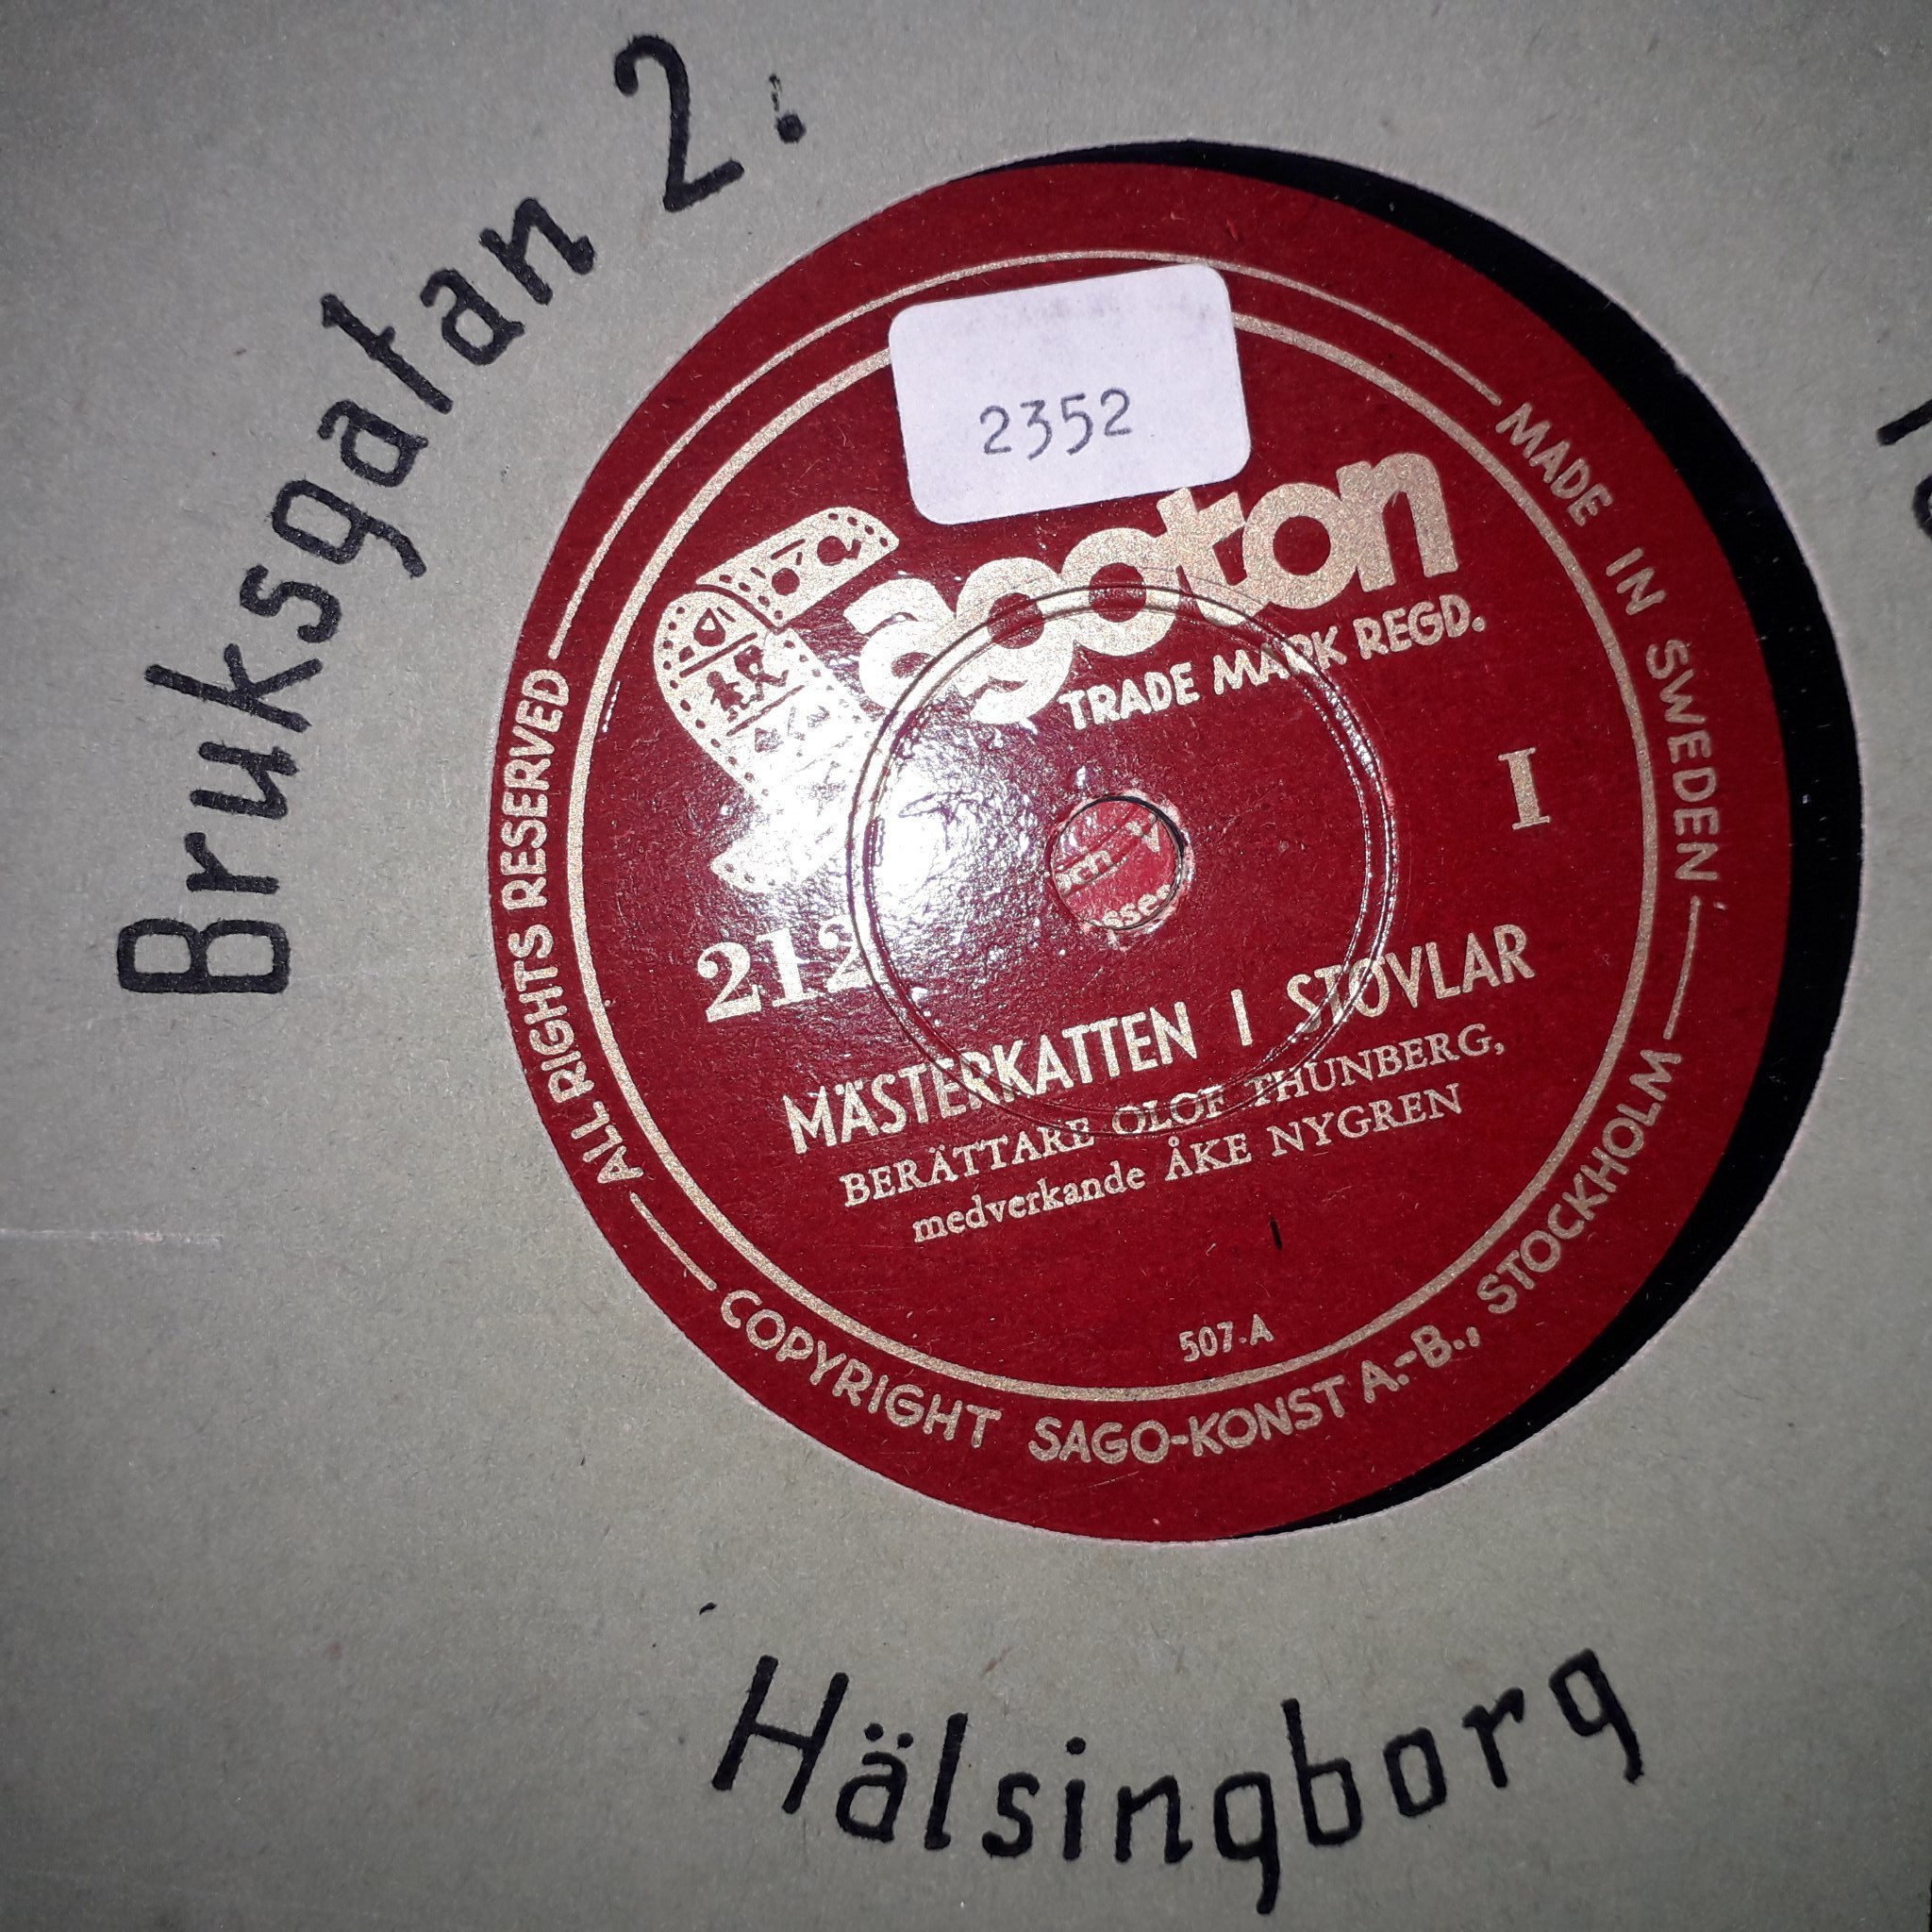 Bruksgatan 2.
2352
Sagoton
TRADE MARK REGD.
I
212
MÄSTERKATTEN I STÖVLAR
BERÄTTARE OLOF THUNBERG,
medverkande ÅKE NYGREN
507-A
ALL RIGHTS RESERVED
MADE IN SWEDEN
COPYRIGHT SAGO-KONST A.-B., STOCKHOLM
Hälsingborg